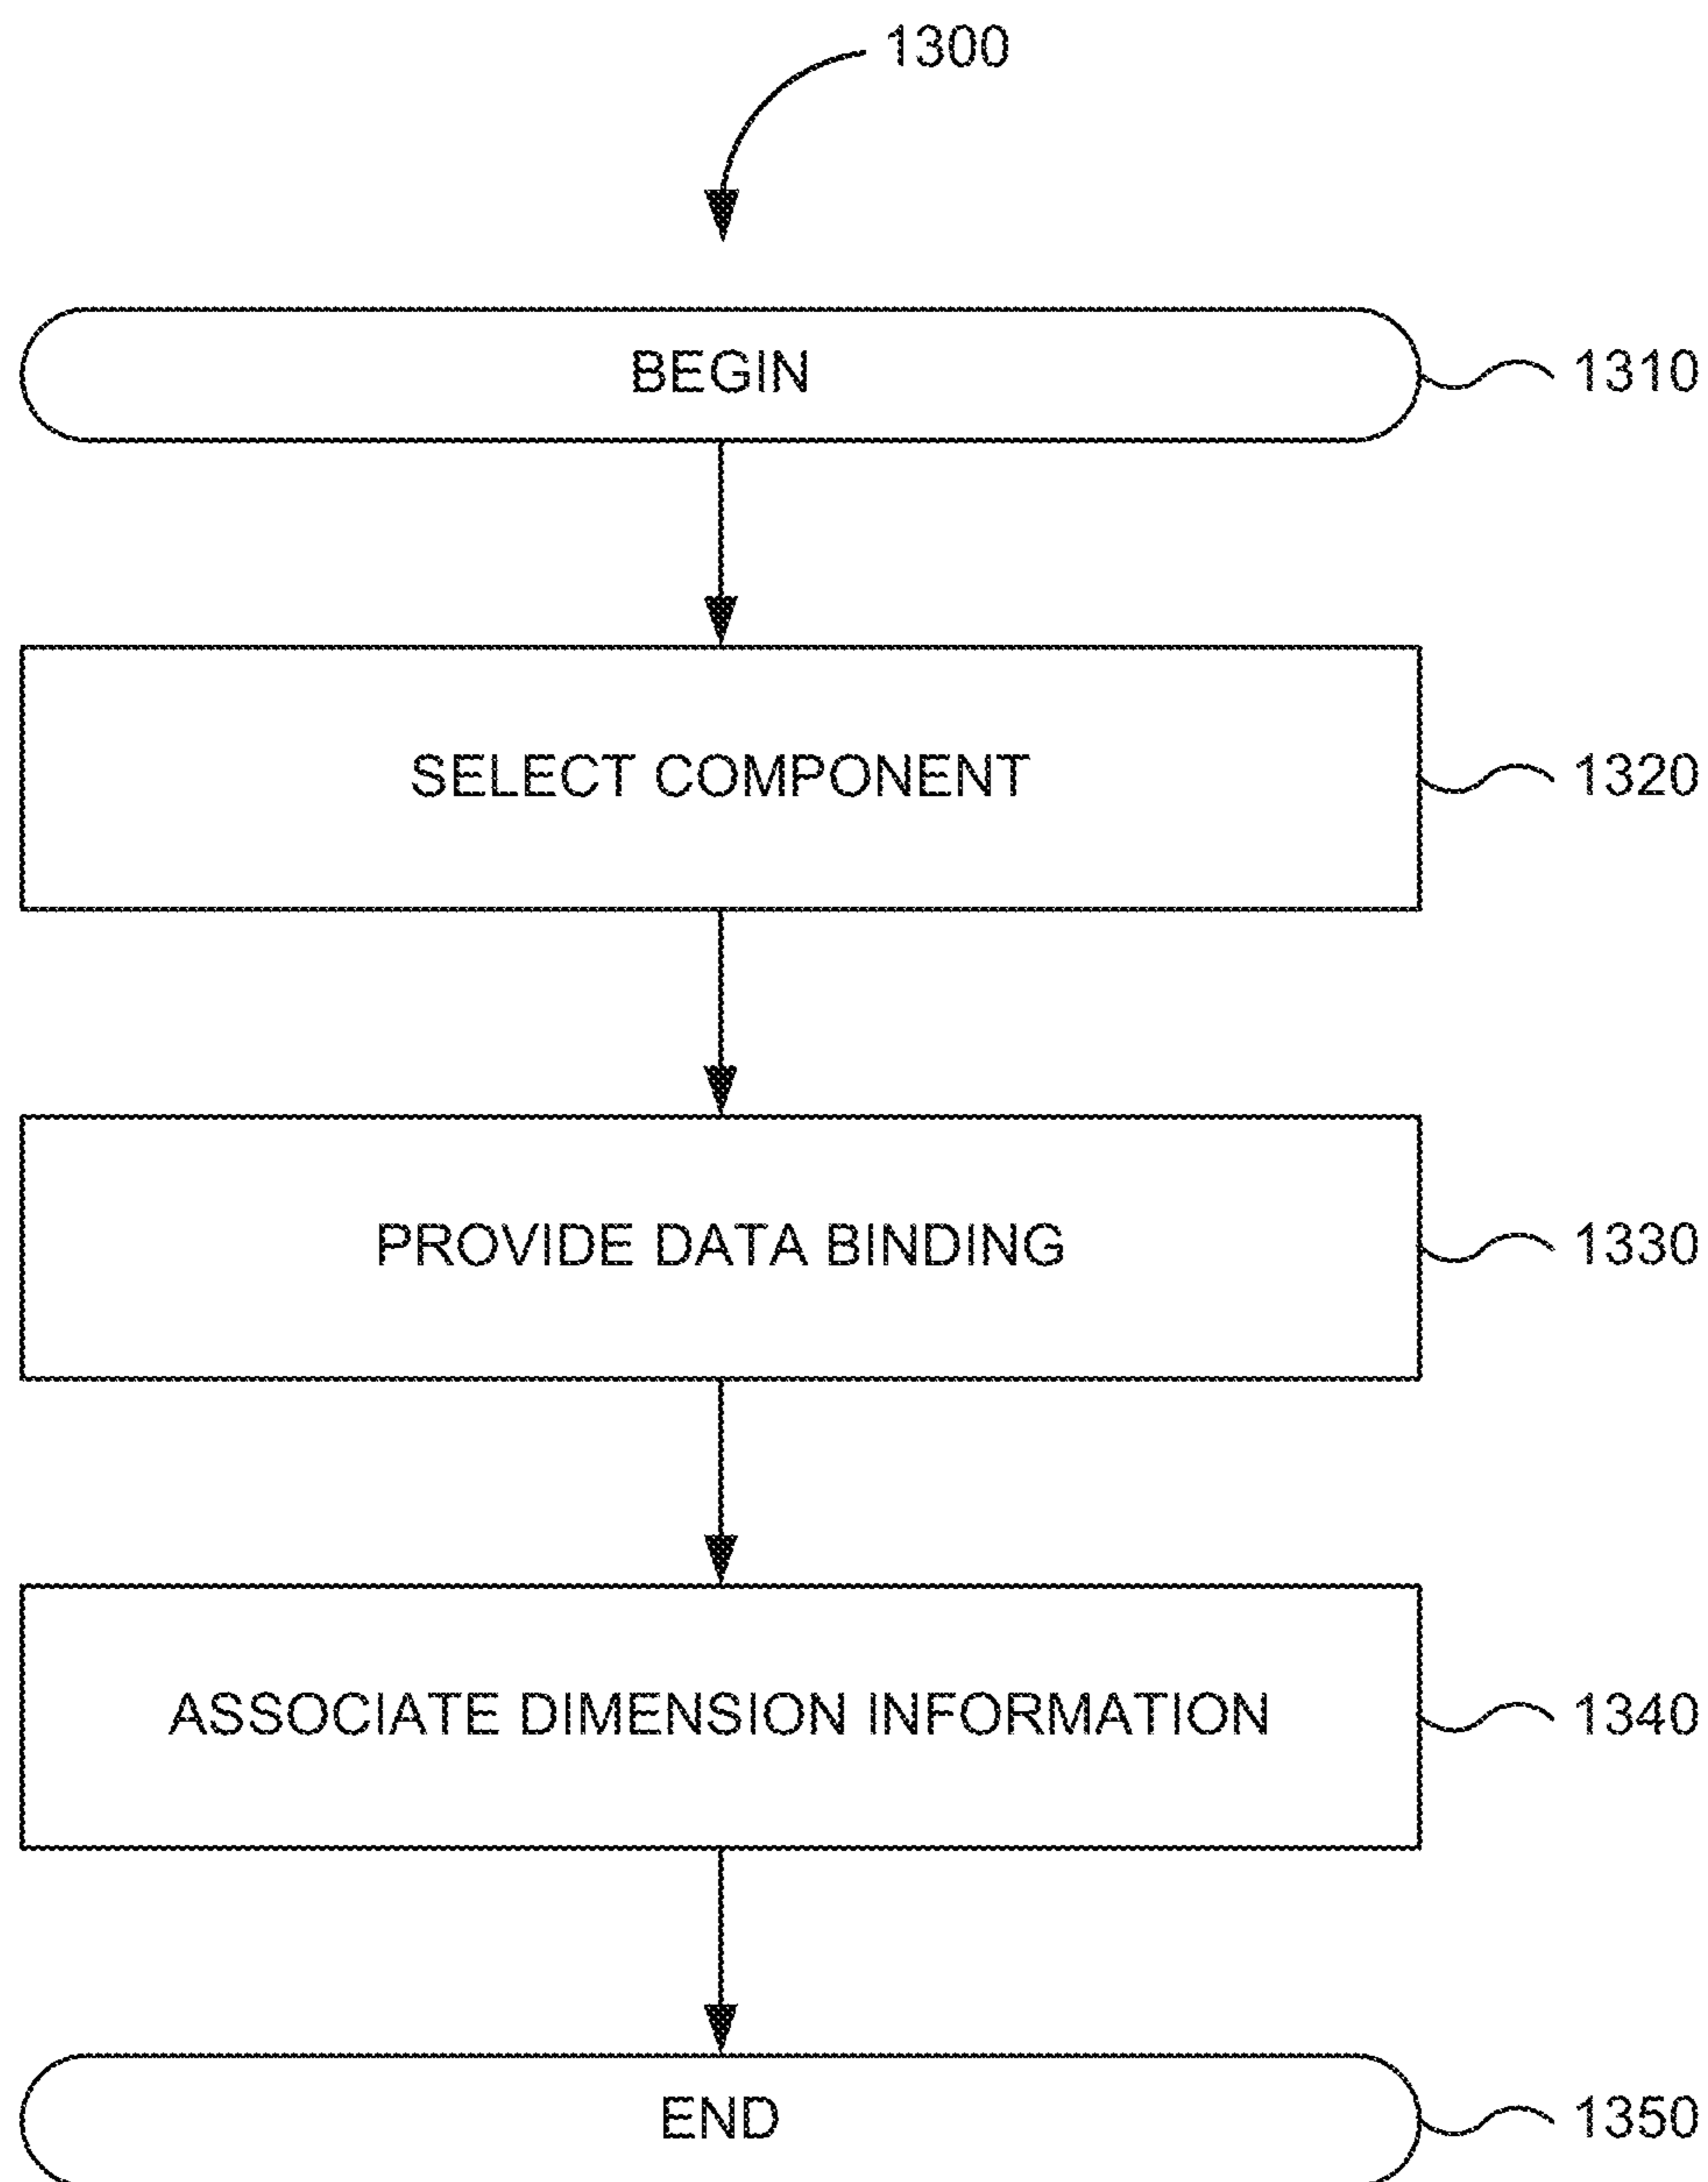 1300
BEGIN
1310
SELECT COMPONENT
1320
PROVIDE DATA BINDING
1330
ASSOCIATE DIMENSION INFORMATION
1340
END
1350